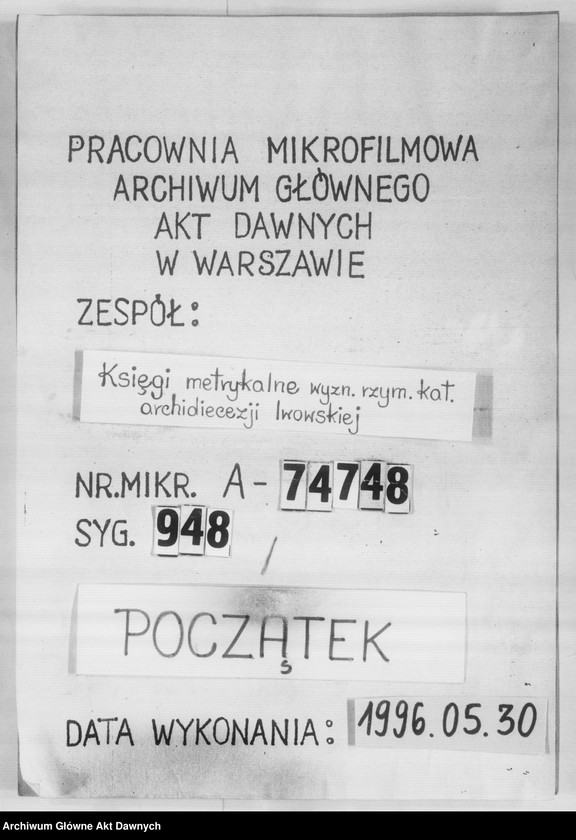 PRACOWNIA MIKROFILMOWA
ARCHIWUM GŁÓWNEGO
AKT DAWNYCH
W WARSZAWIE
ZESPÓŁ:
Księgi metrykalne wyzn. rzym. kat.
archidiecezji lwowskiej
NR.MIKR. A-74748
SYG. 948 /
POCZĄTEK
DATA WYKONANIA: 1996.05.30
Archiwum Główne Akt Dawnych